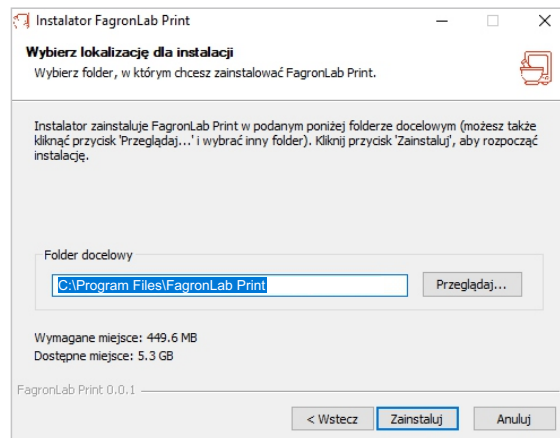 Instalator FagronLab Print
Wybierz lokalizację dla instalacji
Wybierz folder, w którym chcesz zainstalować FagronLab Print.
Instalator zainstaluje FagronLab Print w podanym poniżej folderze docelowym (możesz także
kliknąć przycisk 'Przeglądaj...' i wybrać inny folder). Kliknij przycisk 'Zainstaluj', aby rozpocząć
instalację.
Folder docelowy
C:\Program Files\FagronLab Print
Przeglądaj...
Wymagane miejsce: 449.6 MB
Dostępne miejsce: 5.3 GB
FagronLab Print 0.0.1
< Wstecz
Zainstaluj
Anuluj